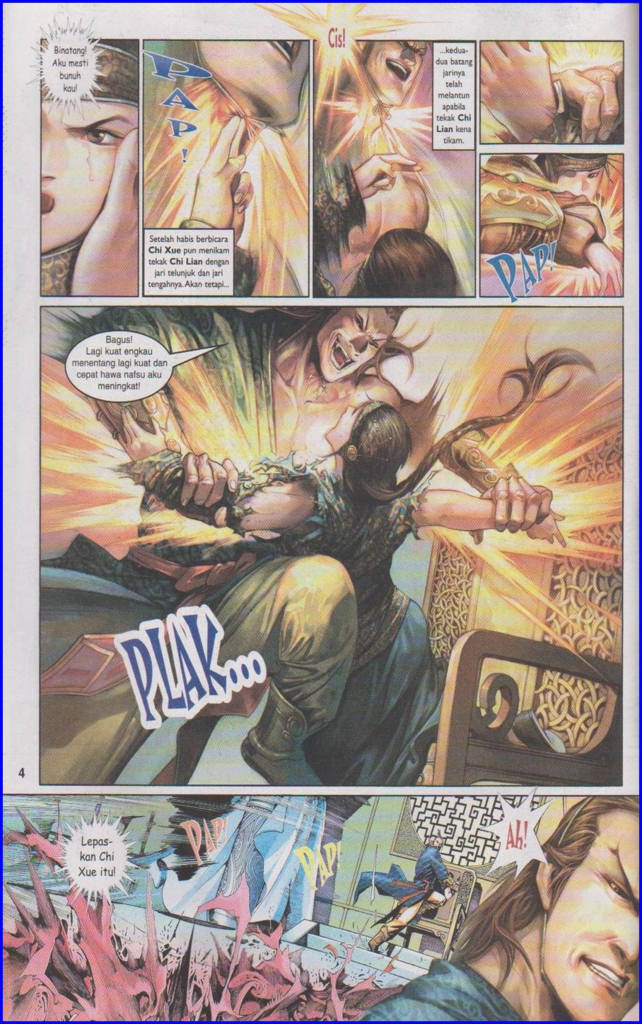 Binatang!
Aku mesti
bunuh
kau!
PAP
PAP!
Setelah habis berbicara
Chi Xue pun menikam
tekak Chi Lian dengan
jari telunjuk dan jari
tengahnya. Akan tetapi...
Cis!
...kedua-
dua batang
jarinya
telah
melantun
apabila
tekak Chi
Lian kena
tikam.
PAP!
Bagus!
Lagi kuat engkau
menentang lagi kuat dan
cepat hawa nafsu aku
meningkat!
PLAK...
4
Lepas-
kan Chi
Xue itu!
PAP!
PAP!
Ah!